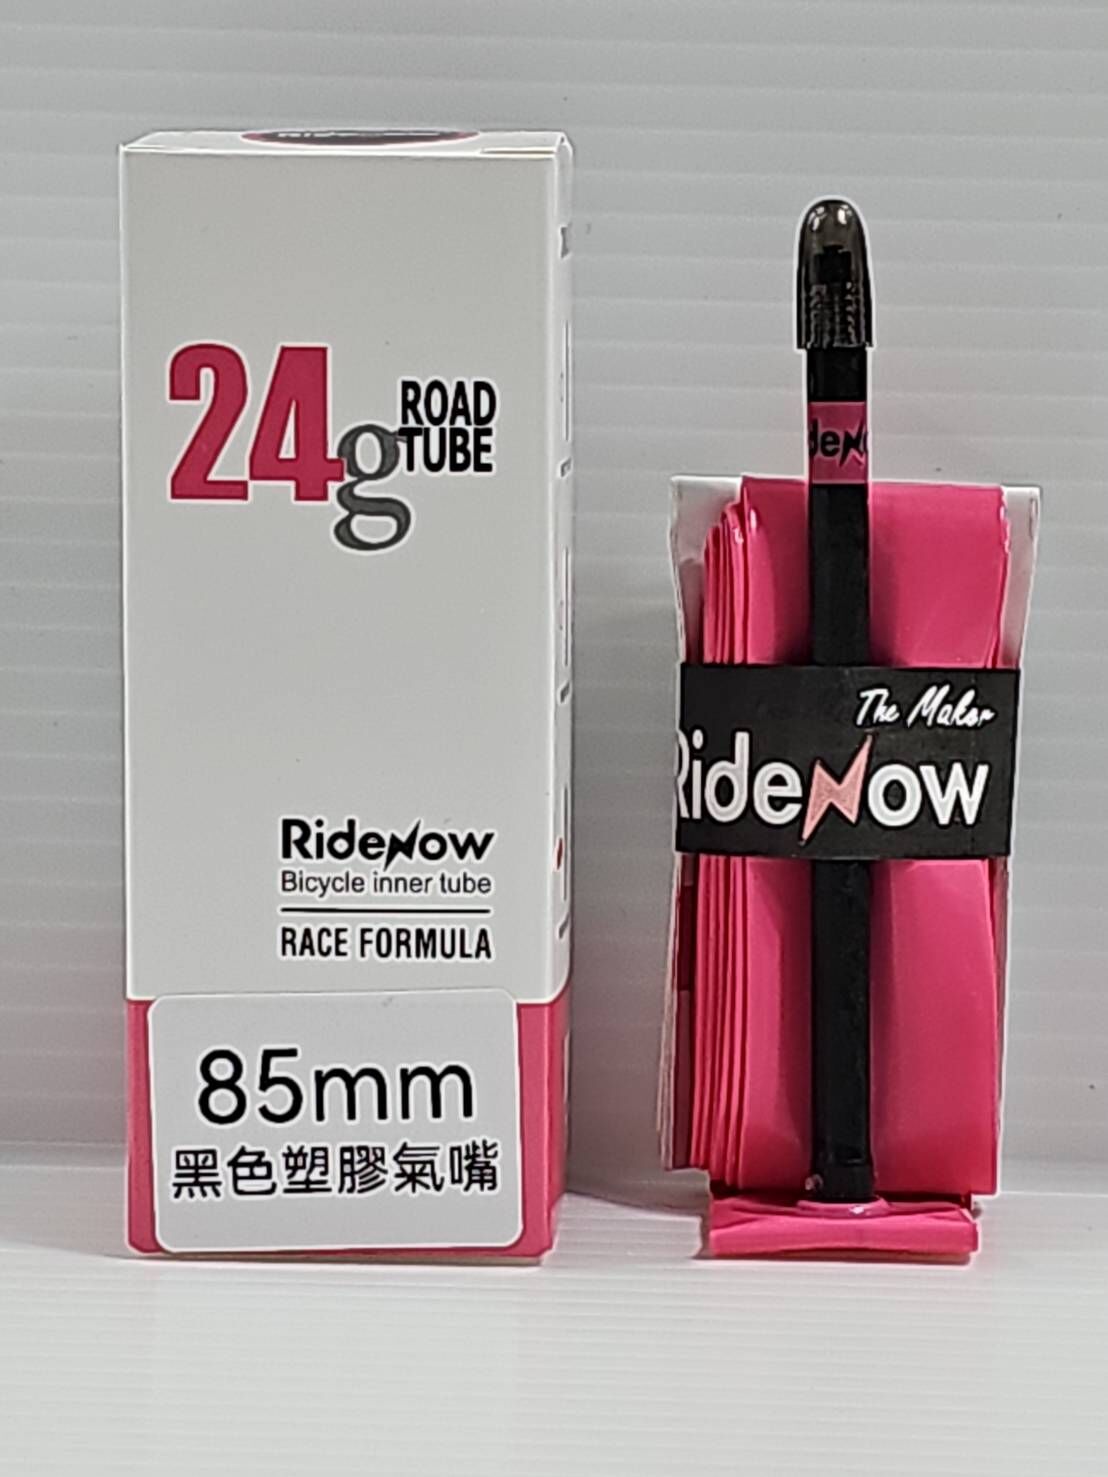 24g
ROAD
TUBE
RideNow
Bicycle inner tube
RACE FORMULA
85mm
黑色塑膠氣嘴
deNo
The Maker
RideNow